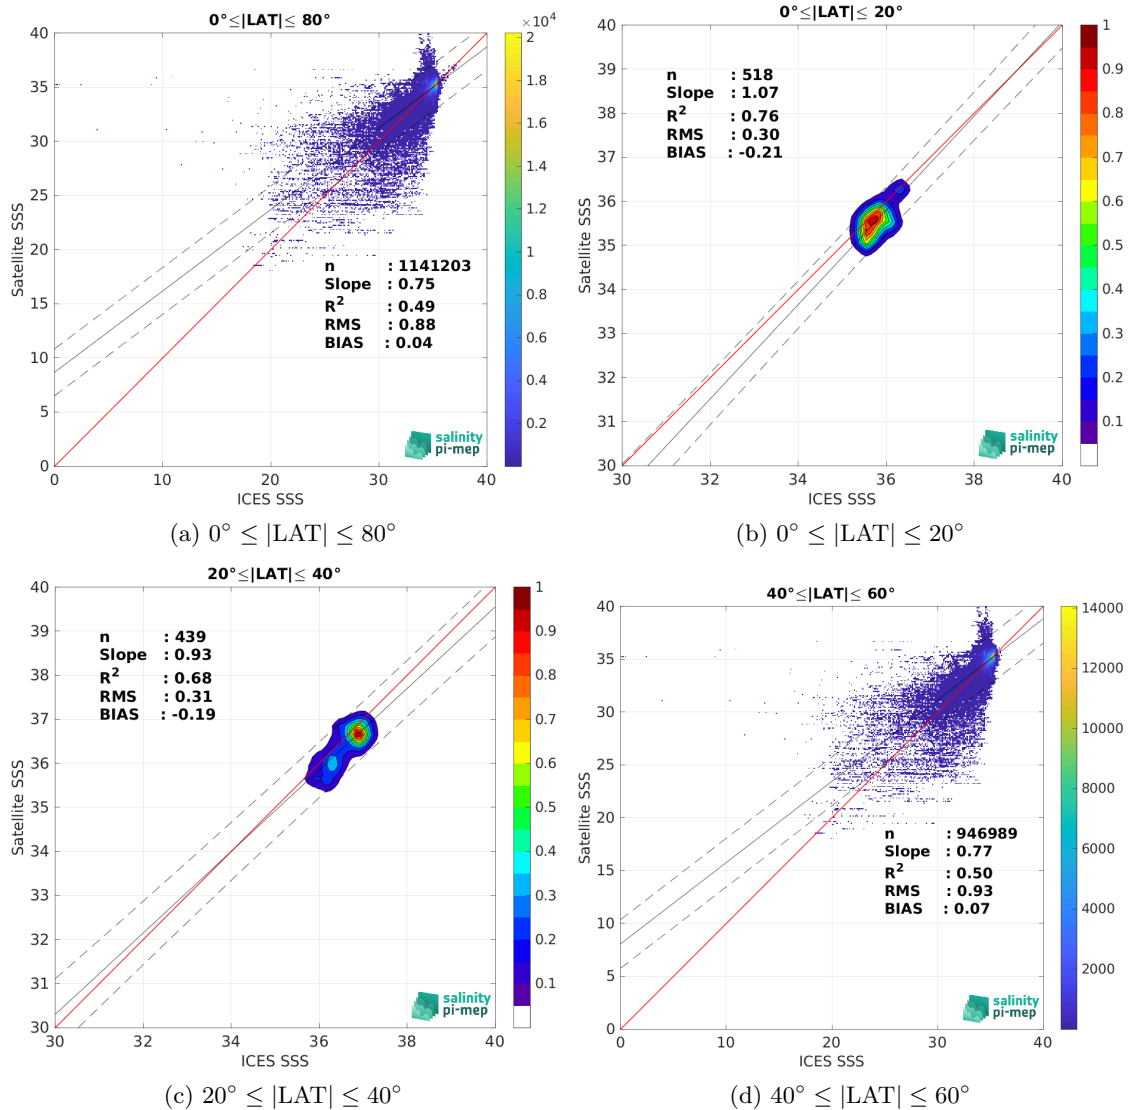 0°≤|LAT|≤ 80°
×10⁴
40
35
30
25
20
15
10
5
0
0 10 20 30 40
Satellite SSS
ICES SSS
n : 1141203
Slope : 0.75
R² : 0.49
RMS : 0.88
BIAS : 0.04
salinity
pi-mep
2
1.8
1.6
1.4
1.2
1
0.8
0.6
0.4
0.2
(a) 0° ≤ |LAT| ≤ 80°
0°≤|LAT|≤ 20°
40
39
38
37
36
35
34
33
32
31
30
30 32 34 36 38 40
Satellite SSS
ICES SSS
n : 518
Slope : 1.07
R² : 0.76
RMS : 0.30
BIAS : -0.21
salinity
pi-mep
1
0.9
0.8
0.7
0.6
0.5
0.4
0.3
0.2
0.1
(b) 0° ≤ |LAT| ≤ 20°
20°≤|LAT|≤ 40°
40
39
38
37
36
35
34
33
32
31
30
30 32 34 36 38 40
Satellite SSS
ICES SSS
n : 439
Slope : 0.93
R² : 0.68
RMS : 0.31
BIAS : -0.19
salinity
pi-mep
1
0.9
0.8
0.7
0.6
0.5
0.4
0.3
0.2
0.1
(c) 20° ≤ |LAT| ≤ 40°
40°≤|LAT|≤ 60°
40
35
30
25
20
15
10
5
0
0 10 20 30 40
Satellite SSS
ICES SSS
n : 946989
Slope : 0.77
R² : 0.50
RMS : 0.93
BIAS : 0.07
salinity
pi-mep
14000
12000
10000
8000
6000
4000
2000
(d) 40° ≤ |LAT| ≤ 60°